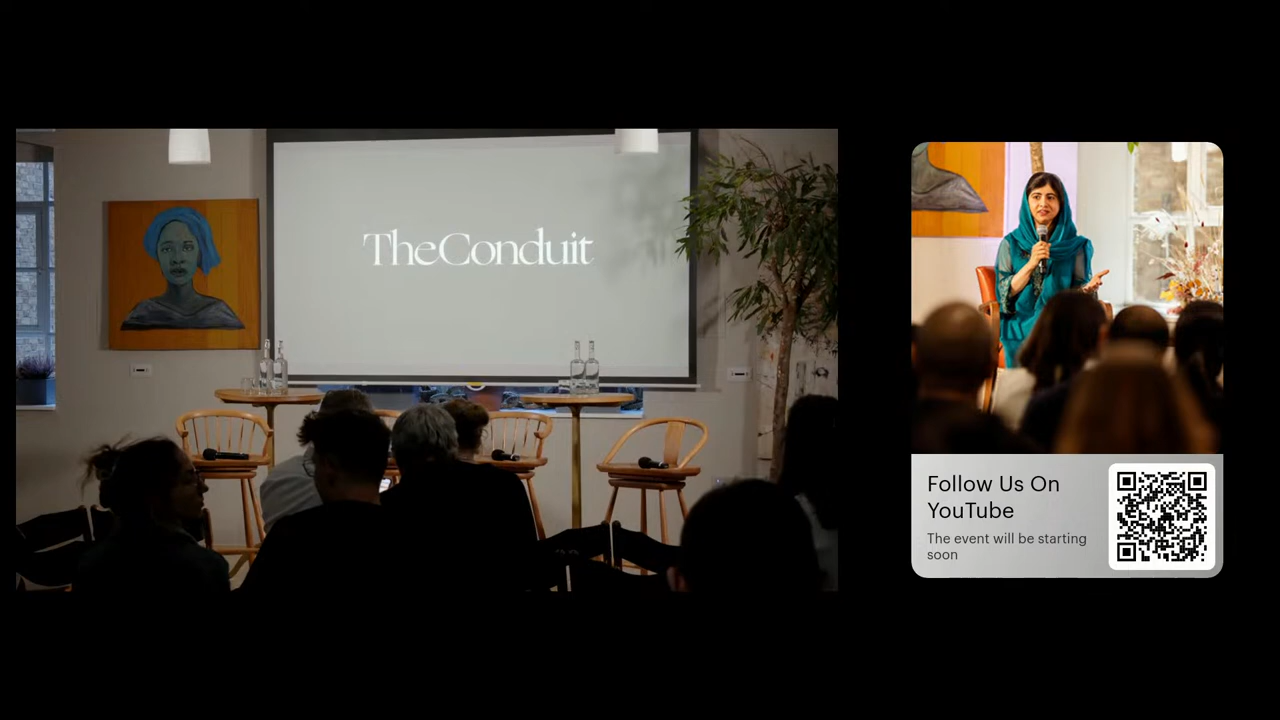 TheConduit
Follow Us On
YouTube
The event will be starting
soon